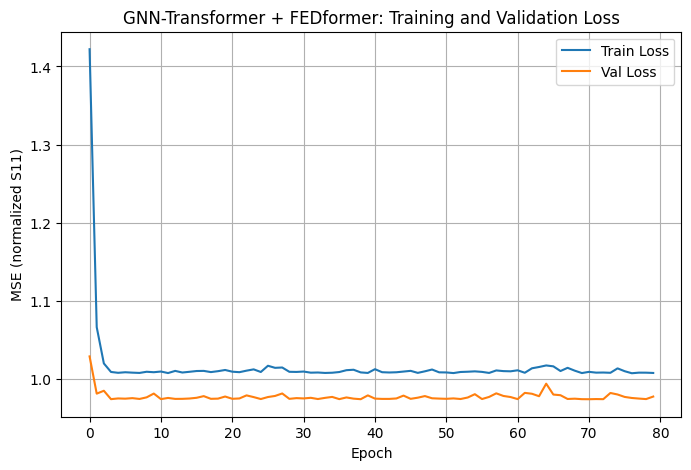 GNN-Transformer + FEDformer: Training and Validation Loss
Train Loss
Val Loss
MSE (normalized S11)
1.4
1.3
1.2
1.1
1.0
0
10
20
30
40
50
60
70
80
Epoch